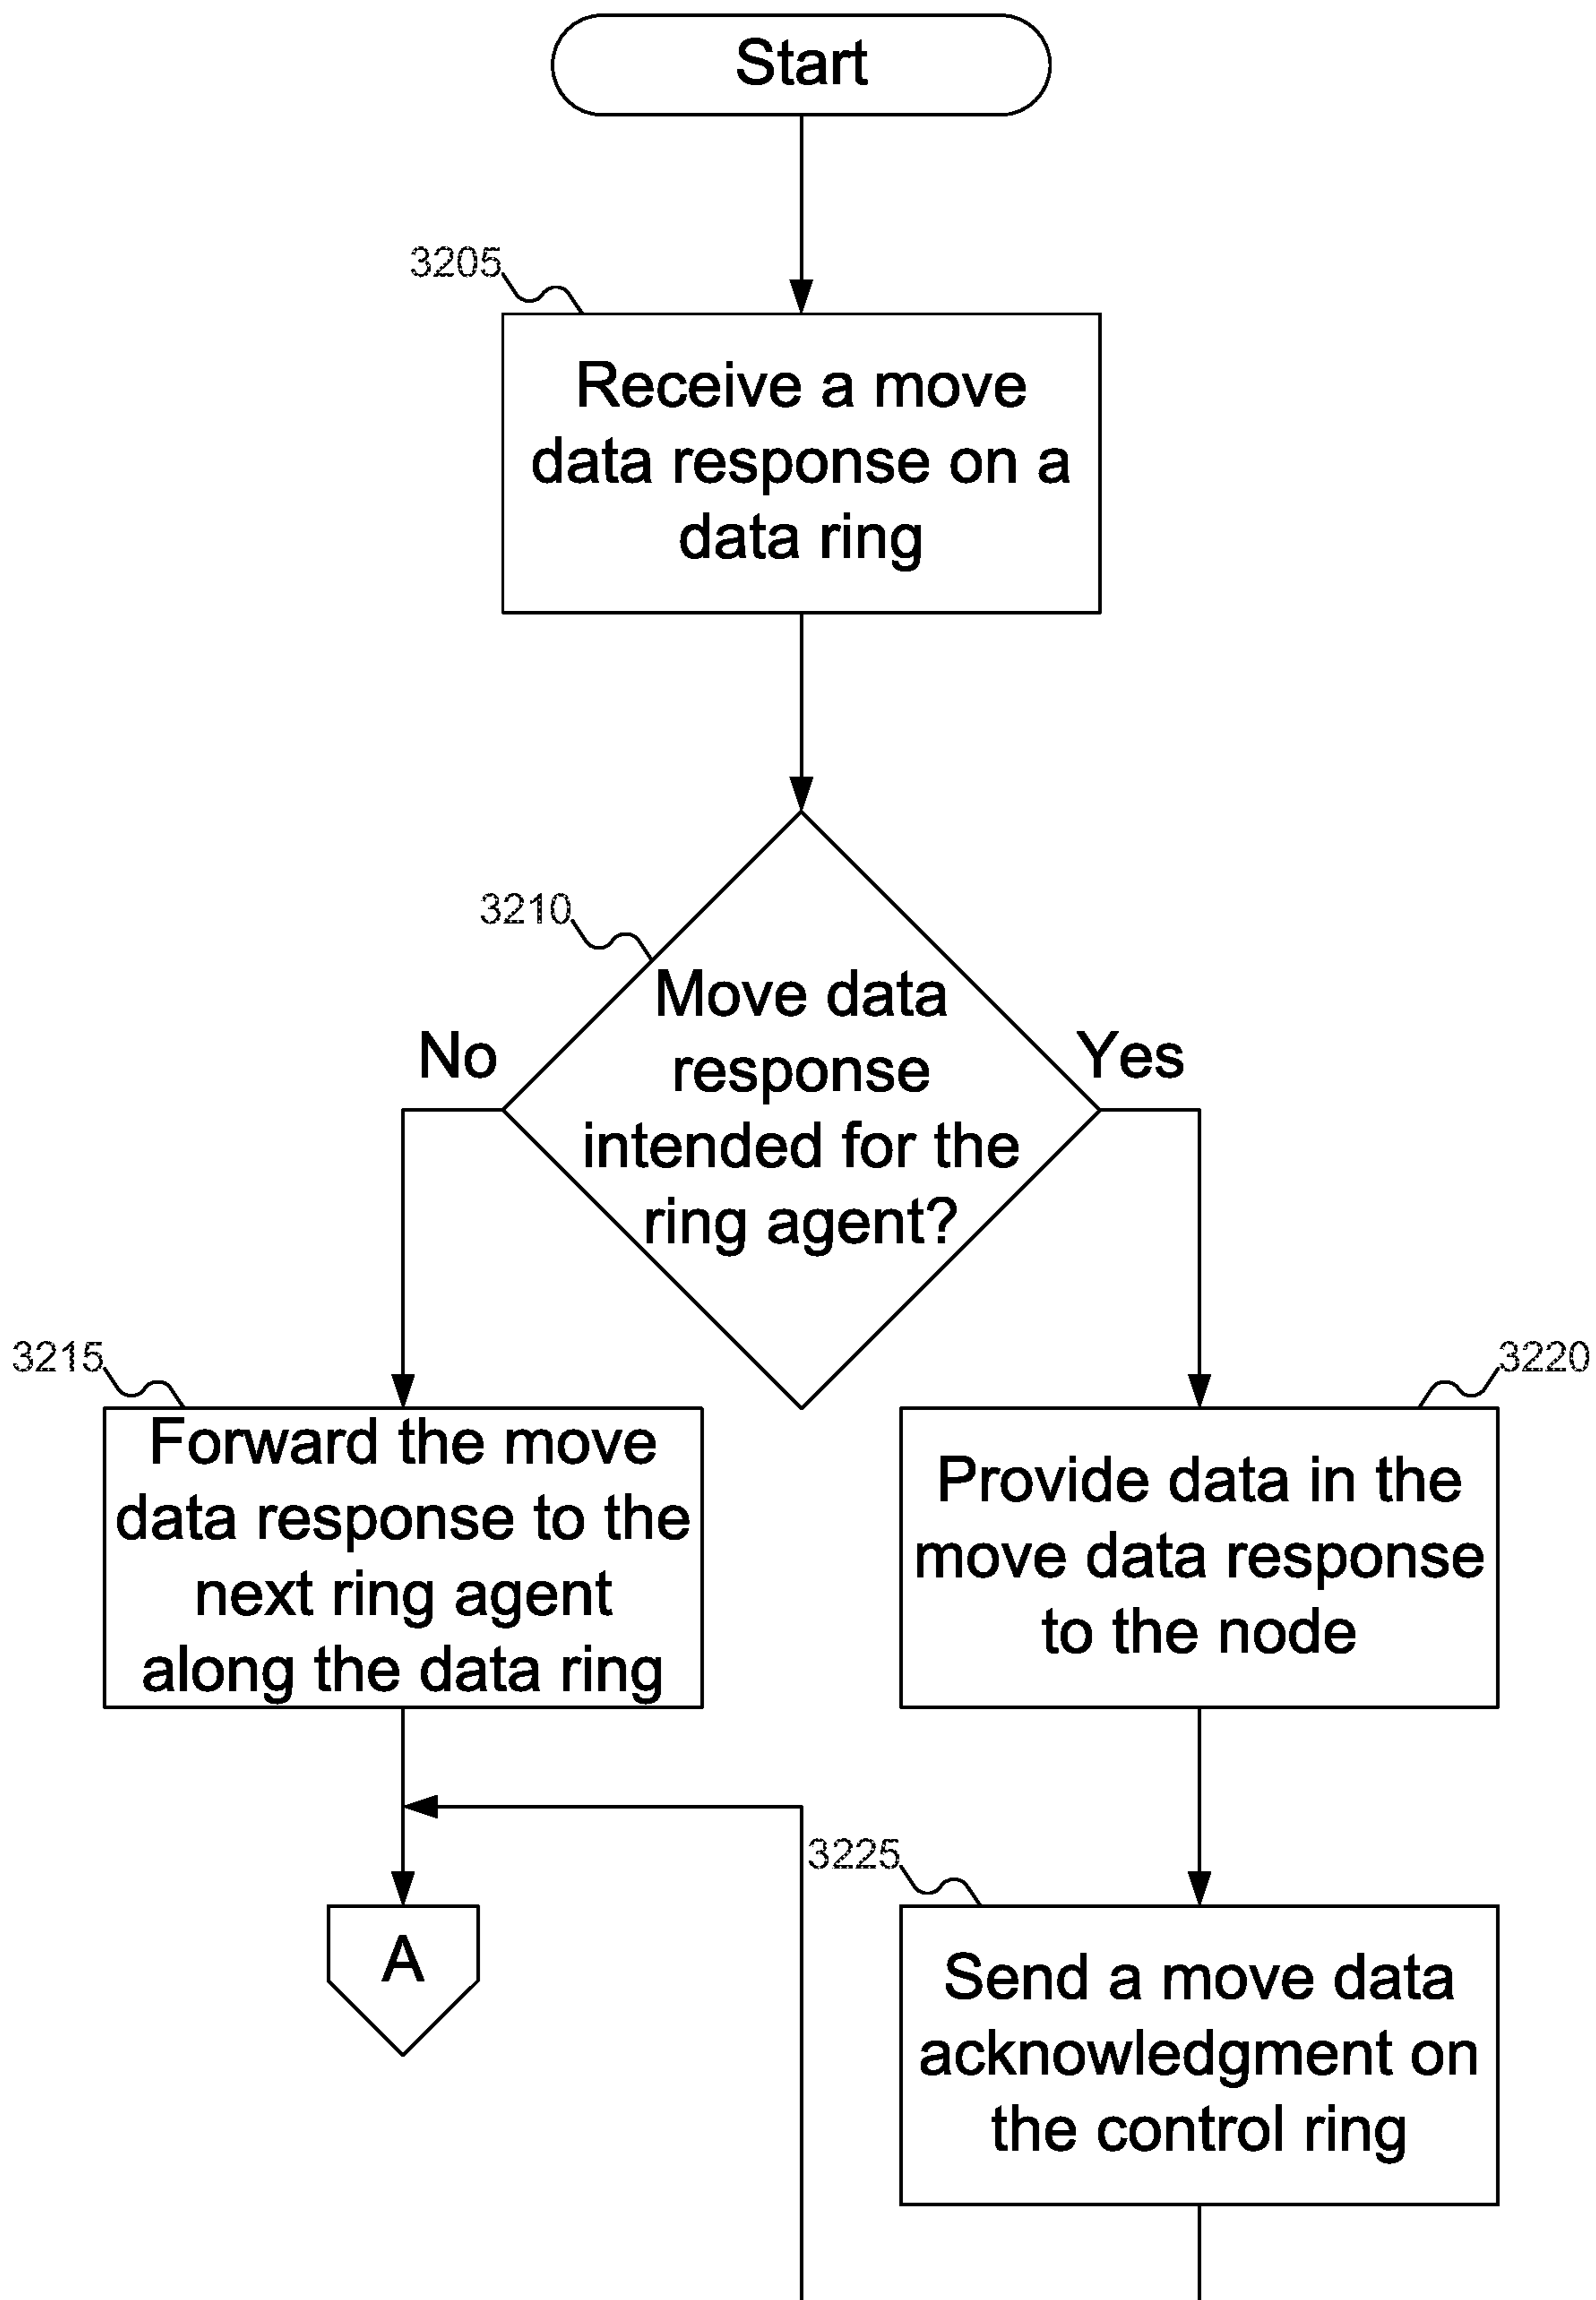 Start
3205
Receive a move
data response on a
data ring
3210
Move data
response
intended for the
ring agent?
No
Yes
3215
Forward the move
data response to the
next ring agent
along the data ring
3220
Provide data in the
move data response
to the node
A
3225
Send a move data
acknowledgment on
the control ring